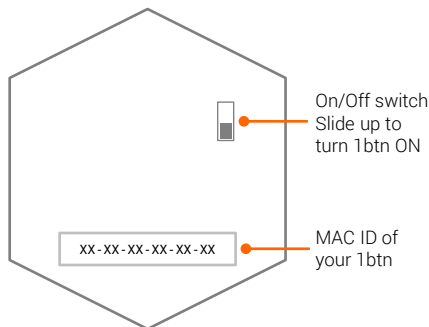 On/Off switch
Slide up to
turn 1btn ON
XX-XX-XX-XX-XX-XX
MAC ID of
your 1btn